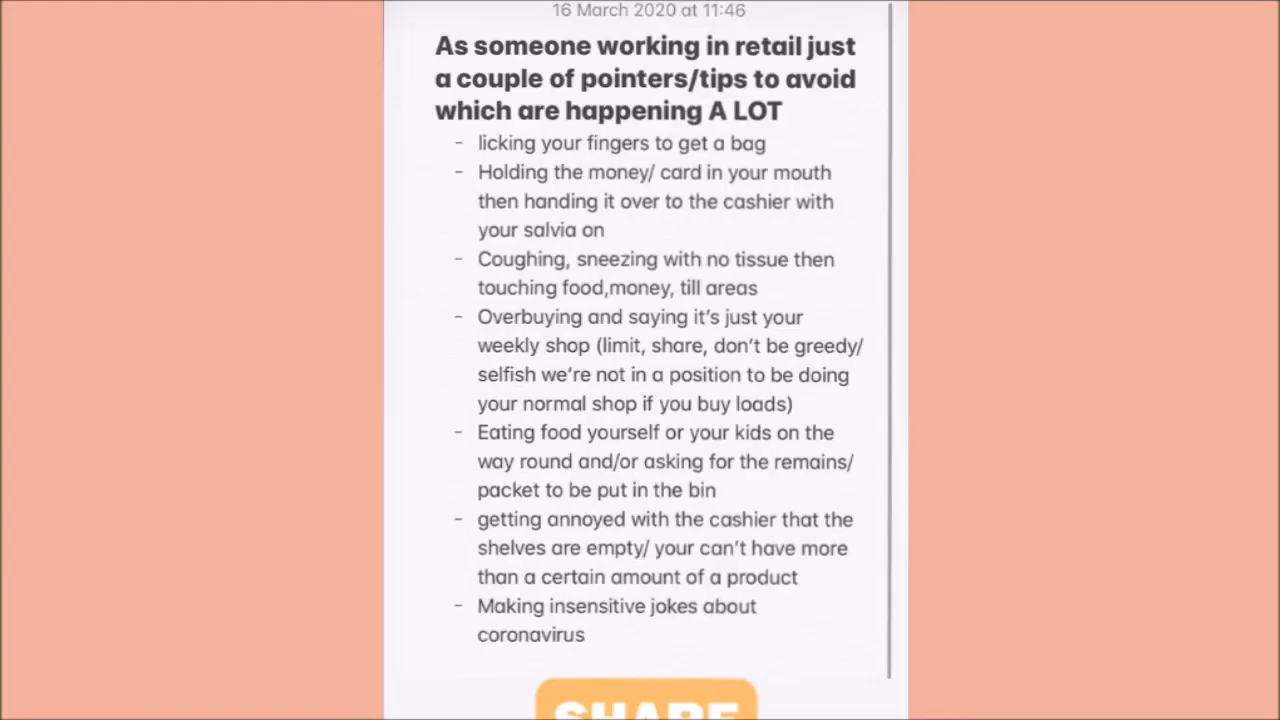 16 March 2020 at 11:46
As someone working in retail just
a couple of pointers/tips to avoid
which are happening A LOT
- licking your fingers to get a bag
- Holding the money/ card in your mouth
then handing it over to the cashier with
your salvia on
- Coughing, sneezing with no tissue then
touching food,money, till areas
- Overbuying and saying it's just your
weekly shop (limit, share, don't be greedy/
selfish we're not in a position to be doing
your normal shop if you buy loads)
- Eating food yourself or your kids on the
way round and/or asking for the remains/
packet to be put in the bin
- getting annoyed with the cashier that the
shelves are empty/ your can't have more
than a certain amount of a product
- Making insensitive jokes about
coronavirus
SHARE